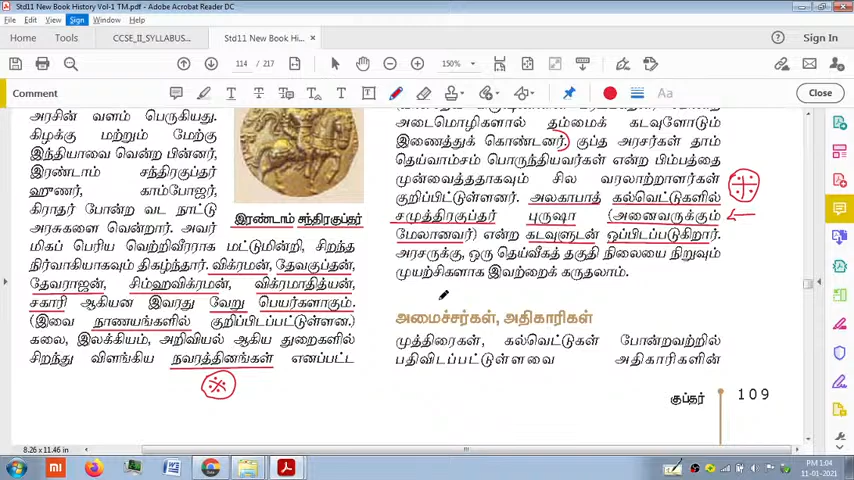 Std11 New Book History Vol-1 TM.pdf - Adobe Acrobat Reader DC
File Edit View Sign Window Help
Home Tools CCSE_II_SYLLABUS... Std11 New Book His... × Sign In
114 / 217 150%
Comment Aa Close
அரசின் வளம் பெருகியது.
கிழக்கு மற்றும் மேற்கு
இந்தியாவை வென்ற பின்னர்,
இரண்டாம் சந்திரகுப்தர்
ஹூணர், காம்போஜர்,
கிராதர் போன்ற வட நாட்டு
அரசுகளை வென்றார். அவர்
மிகப் பெரிய வெற்றிவீரராக மட்டுமின்றி, சிறந்த
நிர்வாகியாகவும் திகழ்ந்தார். விக்ரமன், தேவகுப்தன்,
தேவராஜன், சிம்ஹவிக்ரமன், விக்ரமாதித்யன்,
சகாரி ஆகியன இவரது வேறு பெயர்களாகும்.
(இவை நாணயங்களில் குறிப்பிடப்பட்டுள்ளன.)
கலை, இலக்கியம், அறிவியல் ஆகிய துறைகளில்
சிறந்து விளங்கிய நவரத்தினங்கள் எனப்பட்ட
இரண்டாம் சந்திரகுப்தர்
அடைமொழிகளால் தம்மைக் கடவுளோடும்
இணைத்துக் கொண்டனர்.) குப்த அரசர்கள் தாம்
தெய்வாம்சம் பொருந்தியவர்கள் என்ற பிம்பத்தை
முன்வைத்ததாகவும் சில வரலாற்றாளர்கள்
குறிப்பிட்டுள்ளனர். அலகாபாத் கல்வெட்டுகளில்
சமுத்திரகுப்தர் புருஷா (அனைவருக்கும்
மேலானவர்) என்ற கடவுளுடன் ஒப்பிடப்படுகிறார்.
அரசருக்கு, ஒரு தெய்வீகத் தகுதி நிலையை நிறுவும்
முயற்சிகளாக இவற்றைக் கருதலாம்.
அமைச்சர்கள், அதிகாரிகள்
முத்திரைகள், கல்வெட்டுகள் போன்றவற்றில்
பதிவிடப்பட்டுள்ளவை அதிகாரிகளின்
குப்தர் 109
8.26 x 11.46 in
PM 1:04
11-01-2021